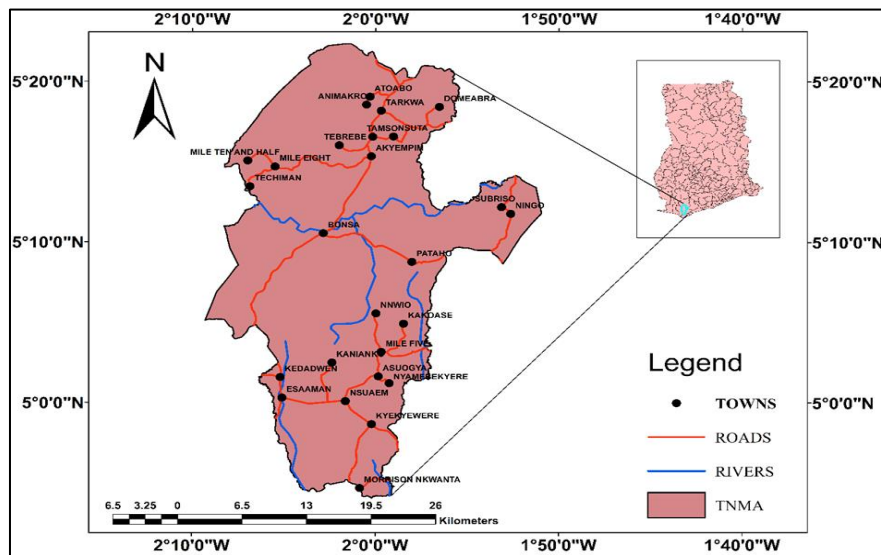 2°10'0"W 2°0'0"W 1°50'0"W 1°40'0"W
5°20'0"N 5°20'0"N
N
ATOABO
ANIMAKRO
TARKWA
DOMEABRA
TAMSONSUTA
TEBREBE
AKYEMPIN
MILE TEN AND HALF
MILE EIGHT
TECHIMAN
SUBRISO
NINGO
5°10'0"N 5°10'0"N
BONSA
PATAHO
NNWIO
KAKDASE
MILE FIVE
KANIANK
ASUOGYA
KEDADWEN
NYAMEBEKYERE
ESAAMAN
NSUAEM
5°0'0"N 5°0'0"N
KYEKYEWERE
MORRISON NKWANTA
Legend
TOWNS
ROADS
RIVERS
TNMA
6.5 3.25 0 6.5 13 19.5 26
Kilometers
2°10'0"W 2°0'0"W 1°50'0"W 1°40'0"W